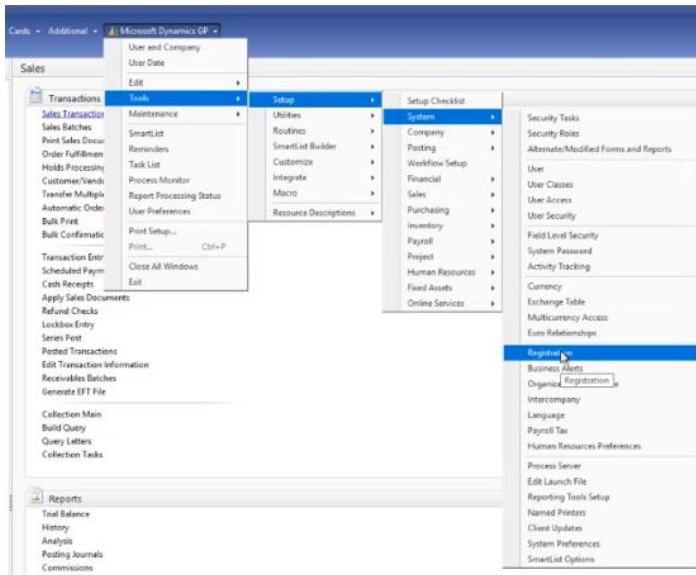 Cards Additional Microsoft Dynamics GP
Sales
Transactions
Sales Transaction
Sales Batches
Print Sales Docu
Order Fulfillmen
Holds Processing
Customer/Vendo
Transfer Multiple
Automatic Order
Bulk Print
Bulk Confirmatic
Transaction Entr
Scheduled Paym
Cash Receipts
Apply Sales Documents
Refund Checks
Lockbox Entry
Series Post
Posted Transactions
Edit Transaction Information
Receivables Batches
Generate EFT File
Collection Main
Build Query
Query Letters
Collection Tasks
Reports
Trial Balance
History
Analysis
Posting Journals
Commissions
User and Company
User Date
Edit
Tools
Maintenance
SmartList
Reminders
Task List
Process Monitor
Report Processing Status
User Preferences
Print Setup...
Print... Ctrl+P
Close All Windows
Exit
Setup
Utilities
Routines
SmartList Builder
Customize
Integrate
Macro
Resource Descriptions
Setup Checklist
System
Company
Posting
Workflow Setup
Financial
Sales
Purchasing
Inventory
Payroll
Project
Human Resources
Fixed Assets
Online Services
Security Tasks
Security Roles
Alternate/Modified Forms and Reports
User
User Classes
User Access
User Security
Field Level Security
System Password
Activity Tracking
Currency
Exchange Table
Multicurrency Access
Euro Relationships
Registration
Business Alerts
Registration
Intercompany
Language
Payroll Tax
Human Resources Preferences
Process Server
Edit Launch File
Reporting Tools Setup
Named Printers
Client Updates
System Preferences
SmartList Options